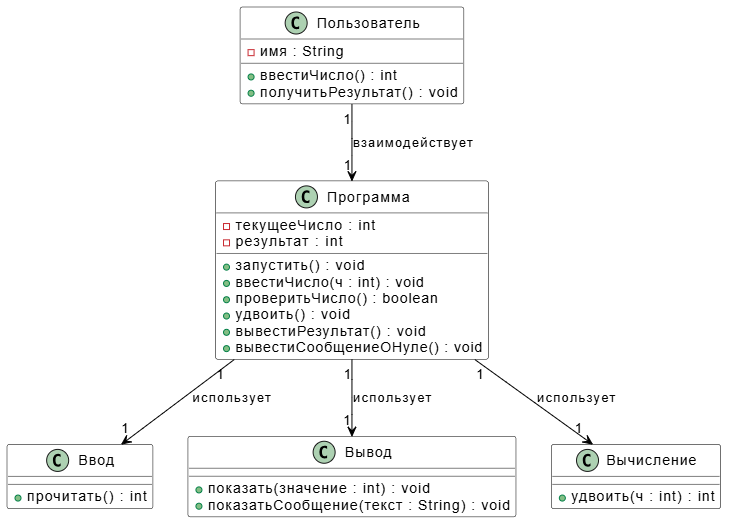 C Пользователь
имя : String
ввестиЧисло() : int
получитьРезультат() : void
1
взаимодействует
1
C Программа
текущееЧисло : int
результат : int
запустить() : void
ввестиЧисло(ч : int) : void
проверитьЧисло() : boolean
удвоить() : void
вывестиРезультат() : void
вывестиСообщениеОНуле() : void
1 1 1
использует использует использует
1 1 1
C Ввод
прочитать() : int
C Вывод
показать(значение : int) : void
показатьСообщение(текст : String) : void
C Вычисление
удвоить(ч : int) : int